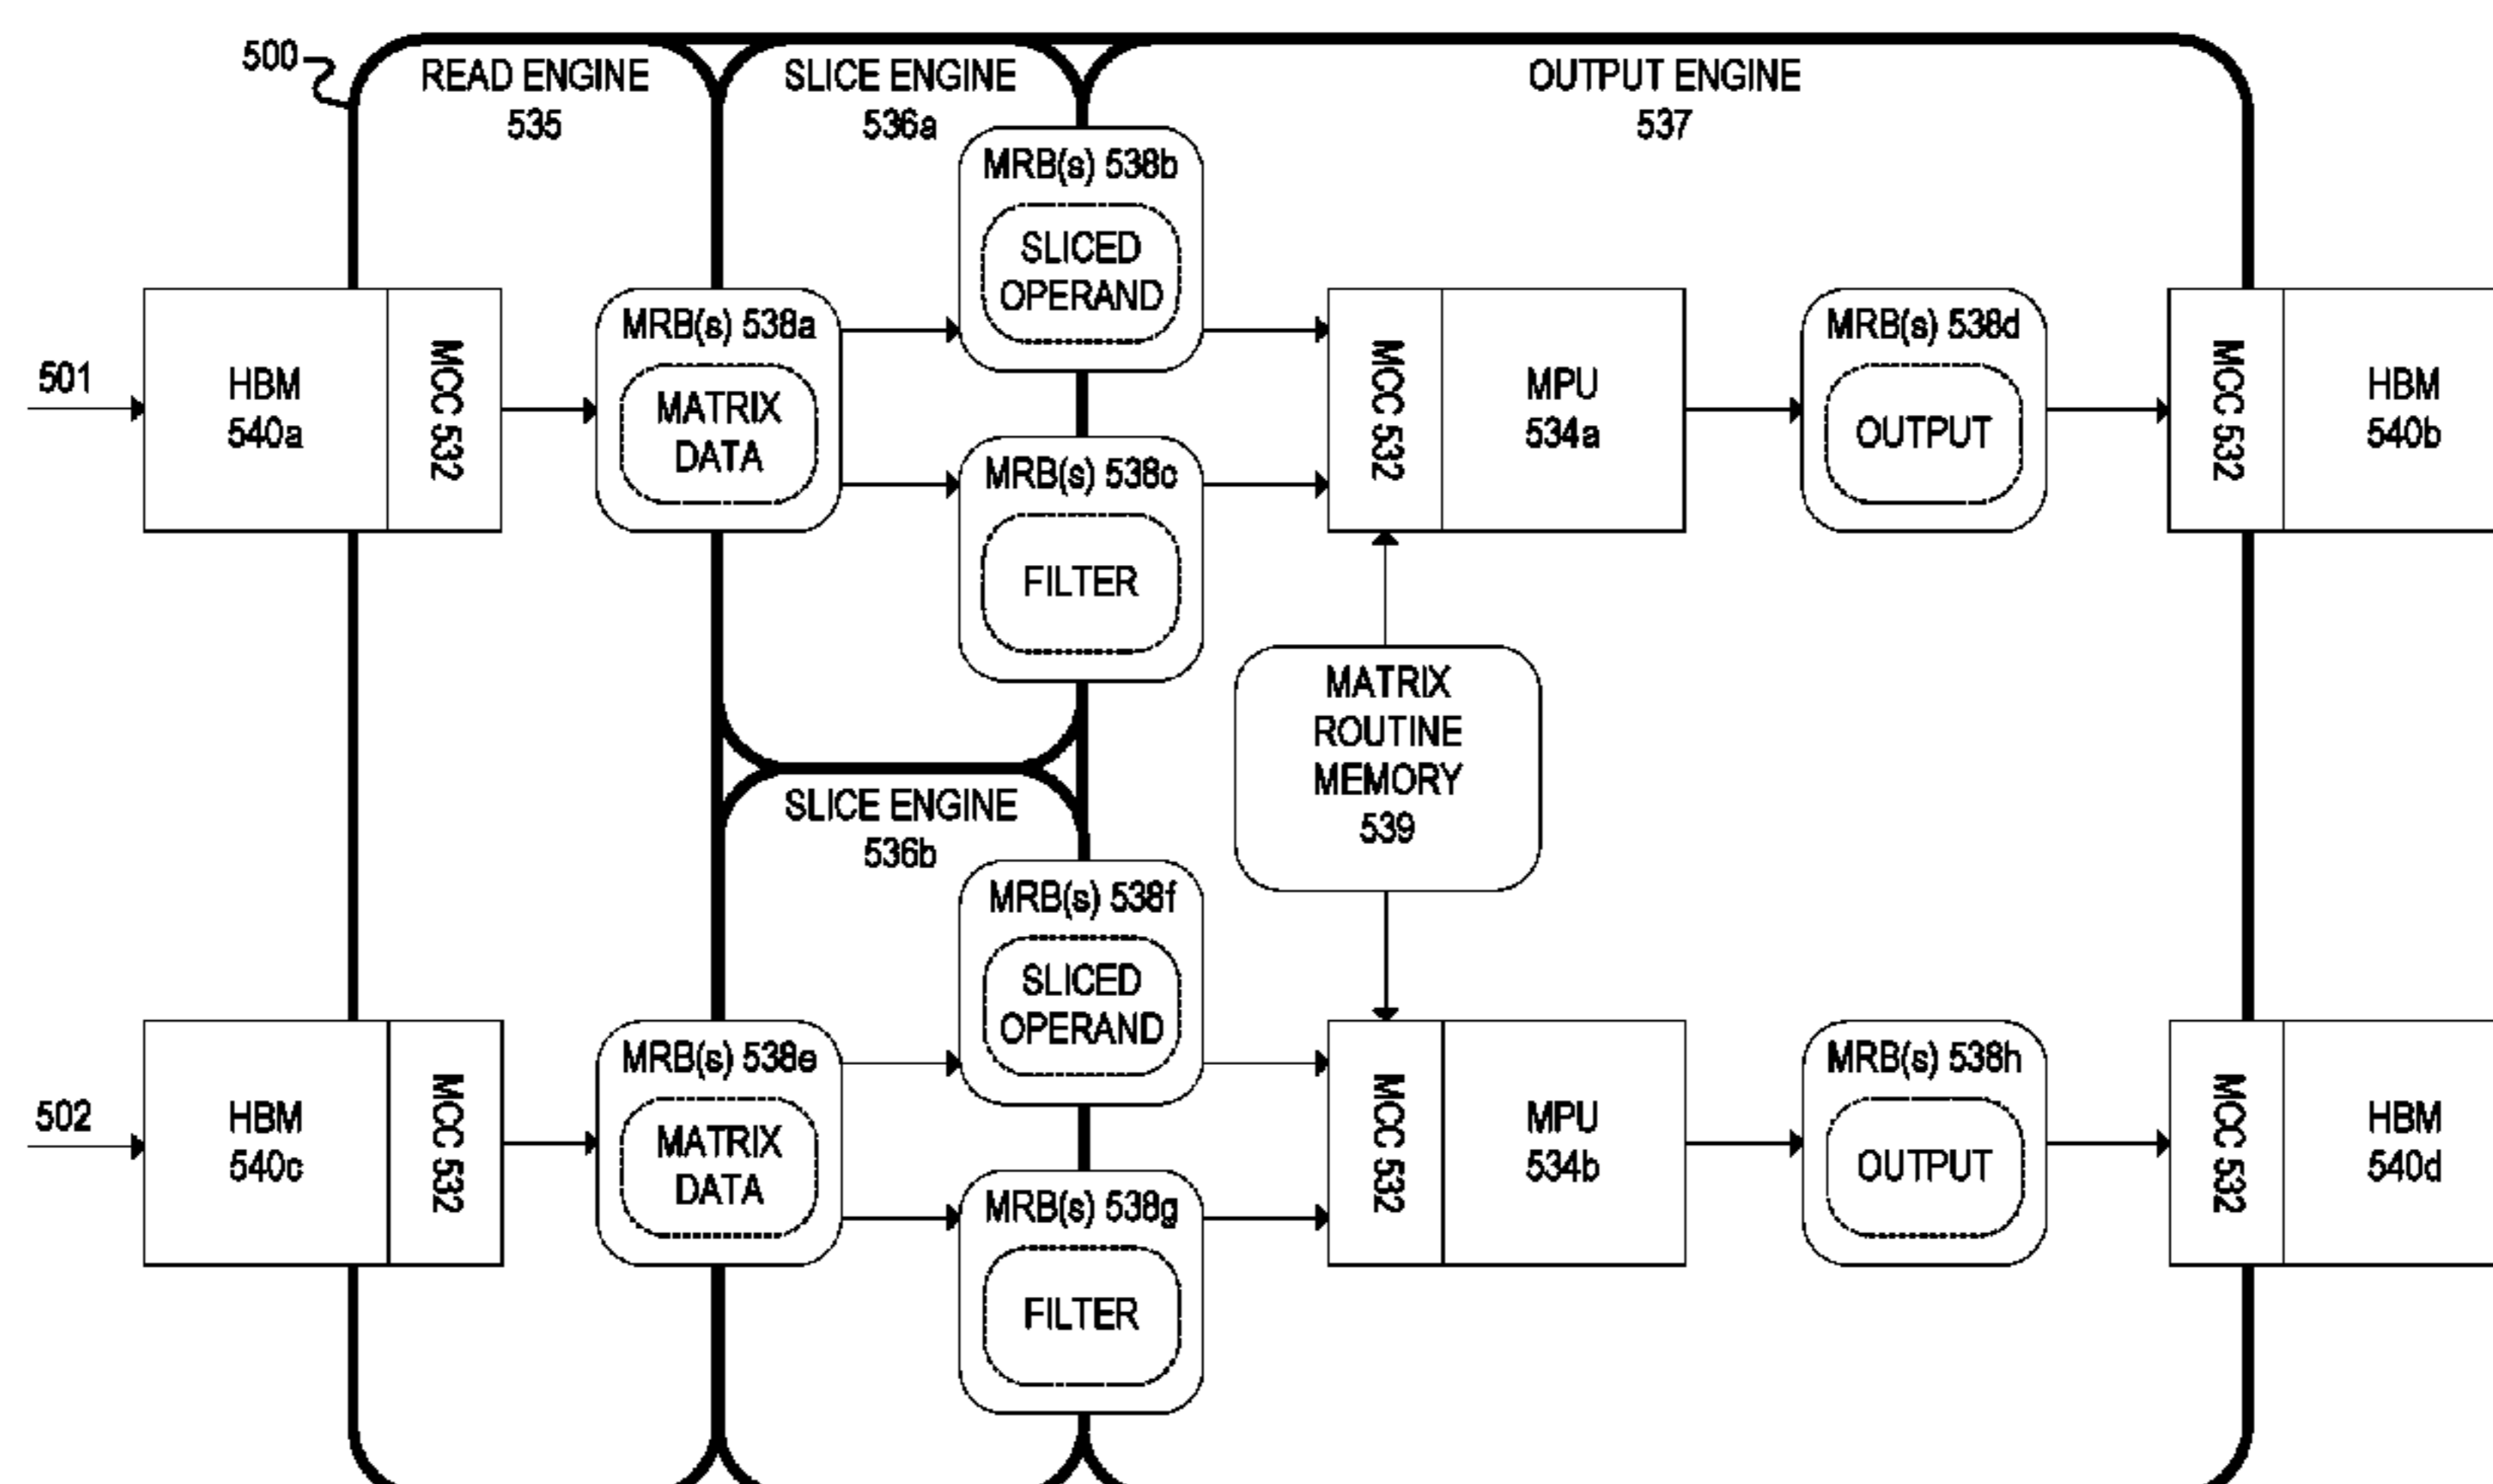 500
READ ENGINE
535
SLICE ENGINE
536a
OUTPUT ENGINE
537
MRB(s) 538b
SLICED
OPERAND
501
HBM
540a
MCC 532
MRB(s) 538a
MATRIX
DATA
MRB(s) 538c
FILTER
MCC 532
MPU
534a
MRB(s) 538d
OUTPUT
MCC 532
HBM
540b
MATRIX
ROUTINE
MEMORY
539
SLICE ENGINE
536b
MRB(s) 538f
SLICED
OPERAND
502
HBM
540c
MCC 532
MRB(s) 538e
MATRIX
DATA
MRB(s) 538g
FILTER
MCC 532
MPU
534b
MRB(s) 538h
OUTPUT
MCC 532
HBM
540d